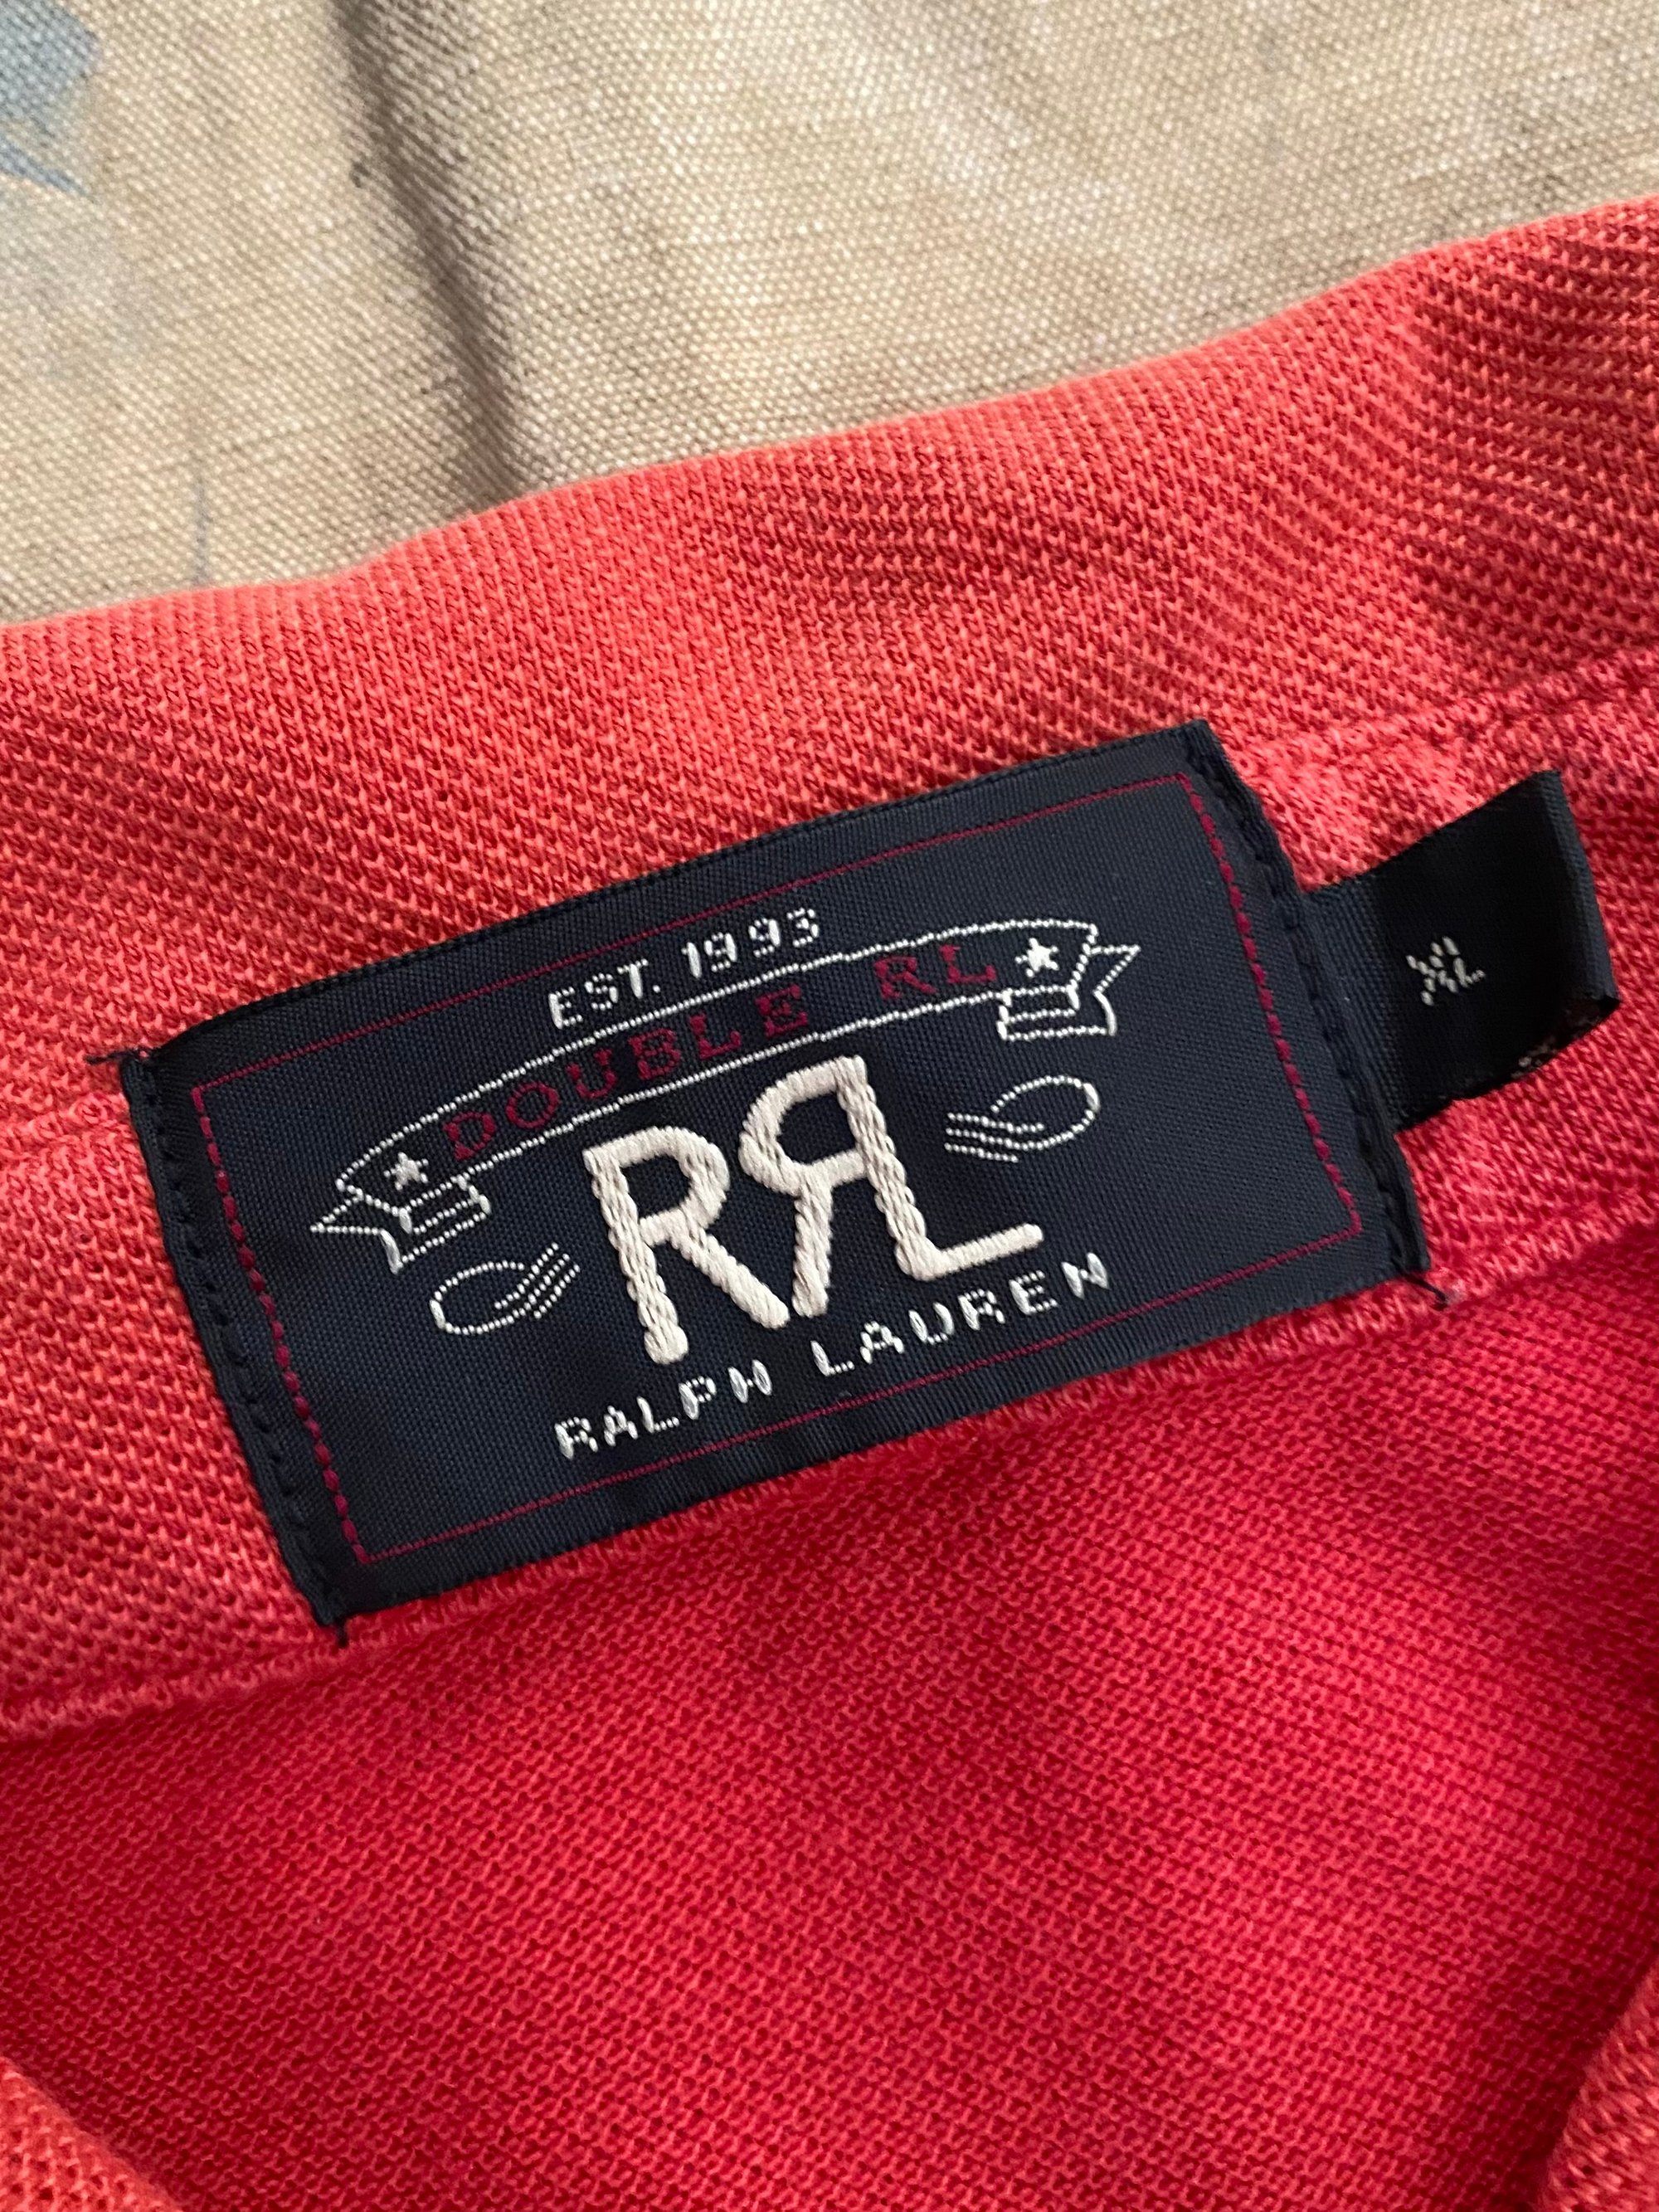 EST. 1993
DOUBLE RL
RRL
RALPH LAUREN
XL